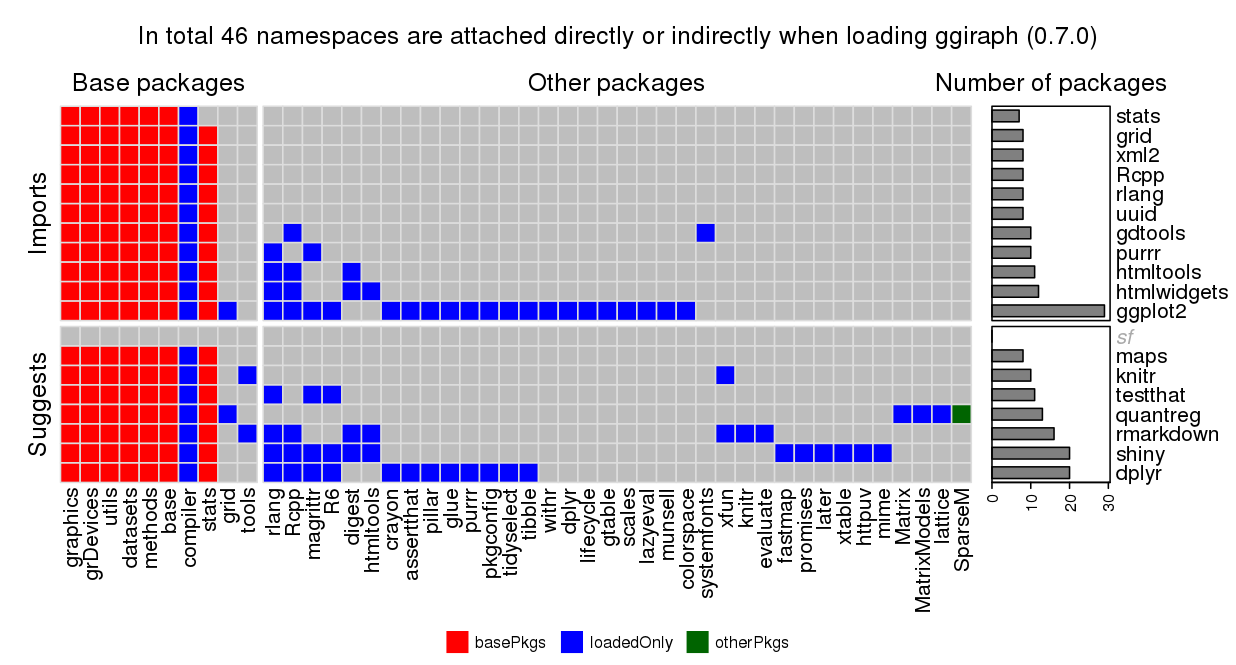 In total 46 namespaces are attached directly or indirectly when loading ggiraph (0.7.0)
Base packages
Other packages
Number of packages
Imports
stats
grid
xml2
Rcpp
rlang
uuid
gdtools
purrr
htmltools
htmlwidgets
ggplot2
Suggests
sf
maps
knitr
testthat
quantreg
rmarkdown
shiny
dplyr
graphics
grDevices
utils
datasets
methods
base
compiler
stats
grid
tools
rlang
Rcpp
magrittr
R6
digest
htmltools
crayon
assertthat
pillar
glue
purrr
pkgconfig
tidyselect
tibble
withr
dplyr
lifecycle
gtable
scales
lazyeval
munsell
colorspace
systemfonts
xfun
knitr
evaluate
fastmap
promises
later
xtable
httpuv
mime
Matrix
MatrixModels
lattice
SparseM
0
10
20
30
basePkgs
loadedOnly
otherPkgs